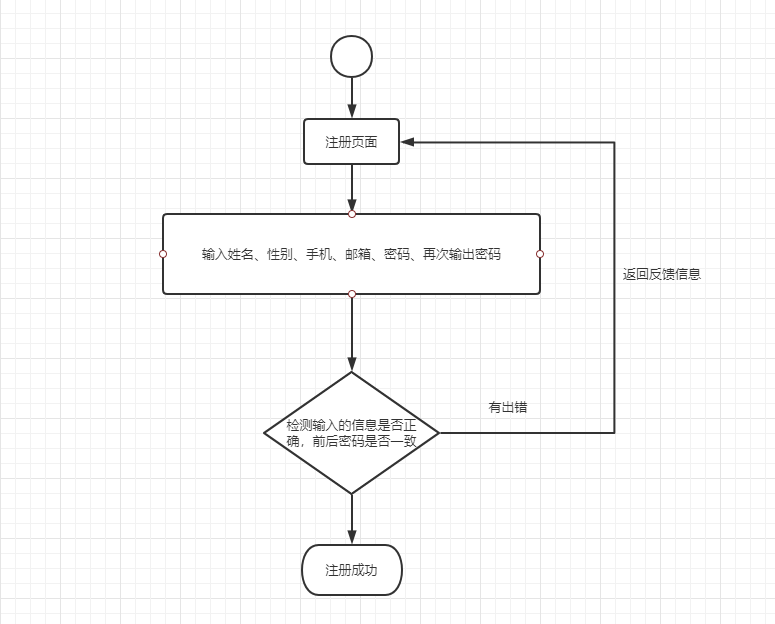 注册页面
输入姓名、性别、手机、邮箱、密码、再次输出密码
返回反馈信息
有出错
检测输入的信息是否正
确，前后密码是否一致
注册成功